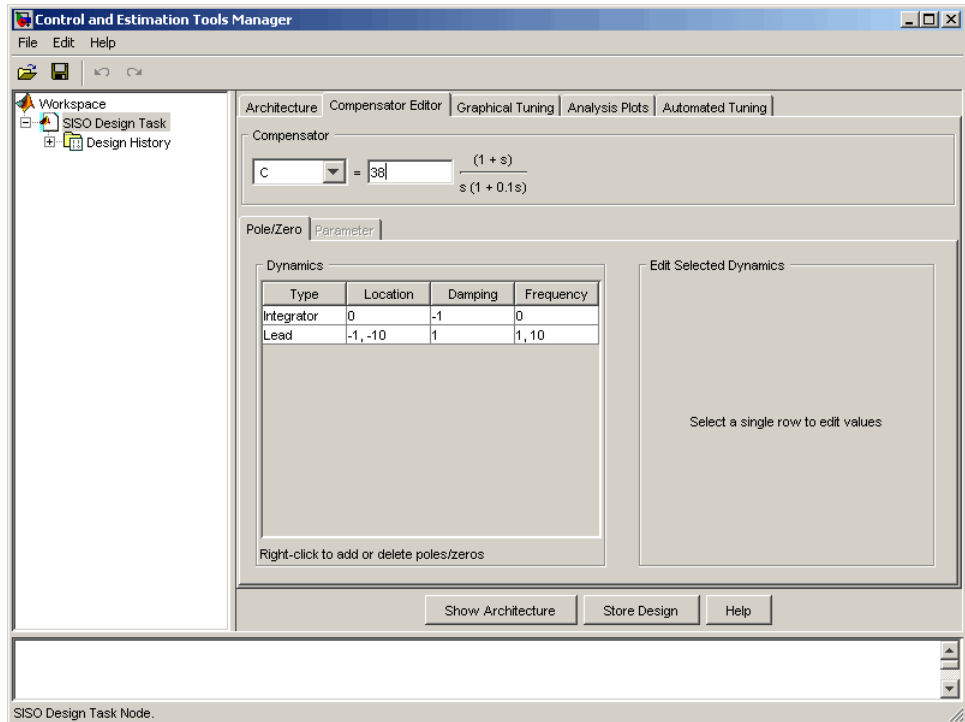 Control and Estimation Tools Manager
File Edit Help
Workspace
SISO Design Task
Design History
Architecture Compensator Editor Graphical Tuning Analysis Plots Automated Tuning
Compensator
C = 38 (1 + s)
s (1 + 0.1s)
Pole/Zero Parameter
Dynamics
Type Location Damping Frequency
Integrator 0 -1 0
Lead -1, -10 1 1, 10
Right-click to add or delete poles/zeros
Edit Selected Dynamics
Select a single row to edit values
Show Architecture Store Design Help
SISO Design Task Node.